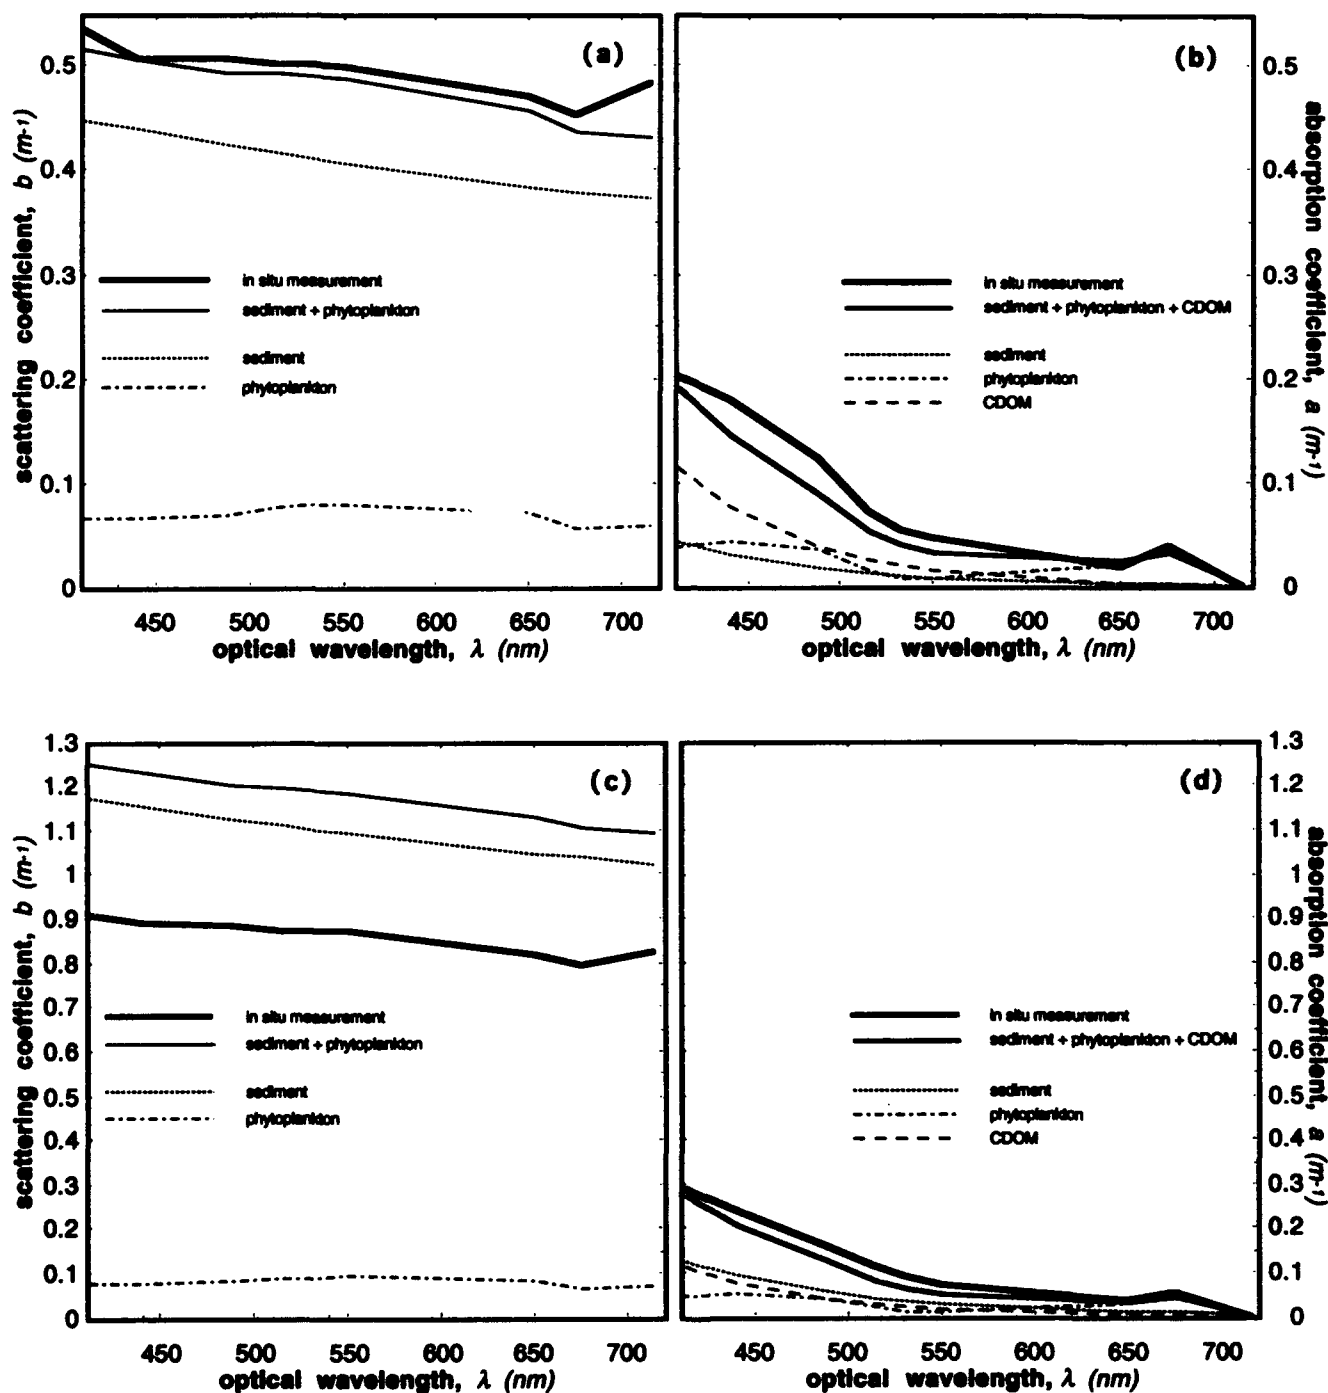 (a)
0.5
0.4
0.3
0.2
0.1
0
scattering coefficient, b (m-1)
in situ measurement
sediment + phytoplankton
sediment
phytoplankton
450 500 550 600 650 700
optical wavelength, λ (nm)
(b)
0.5
0.4
0.3
0.2
0.1
0
absorption coefficient, a (m-1)
in situ measurement
sediment + phytoplankton + CDOM
sediment
phytoplankton
CDOM
450 500 550 600 650 700
optical wavelength, λ (nm)
(c)
1.3
1.2
1.1
1
0.9
0.8
0.7
0.6
0.5
0.4
0.3
0.2
0.1
0
scattering coefficient, b (m-1)
in situ measurement
sediment + phytoplankton
sediment
phytoplankton
450 500 550 600 650 700
optical wavelength, λ (nm)
(d)
1.3
1.2
1.1
1
0.9
0.8
0.7
0.6
0.5
0.4
0.3
0.2
0.1
0
absorption coefficient, a (m-1)
in situ measurement
sediment + phytoplankton + CDOM
sediment
phytoplankton
CDOM
450 500 550 600 650 700
optical wavelength, λ (nm)